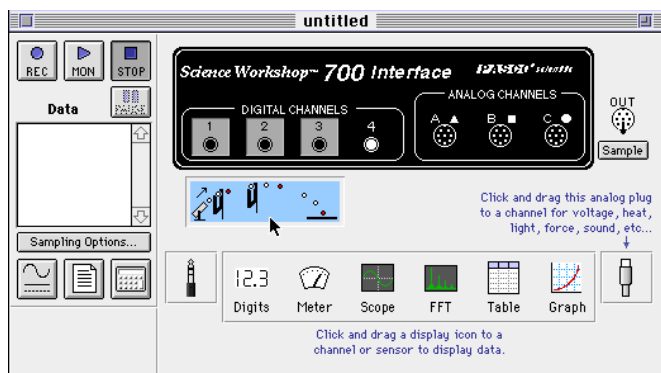 untitled
REC MON STOP
PAUSE
Data
Sampling Options...
Science Workshop™ 700 Interface PASCO scientific
DIGITAL CHANNELS
1 2 3 4
ANALOG CHANNELS
A B C
OUT
Sample
Click and drag this analog plug
to a channel for voltage, heat,
light, force, sound, etc...
12.3
Digits Meter Scope FFT Table Graph
Click and drag a display icon to a
channel or sensor to display data.